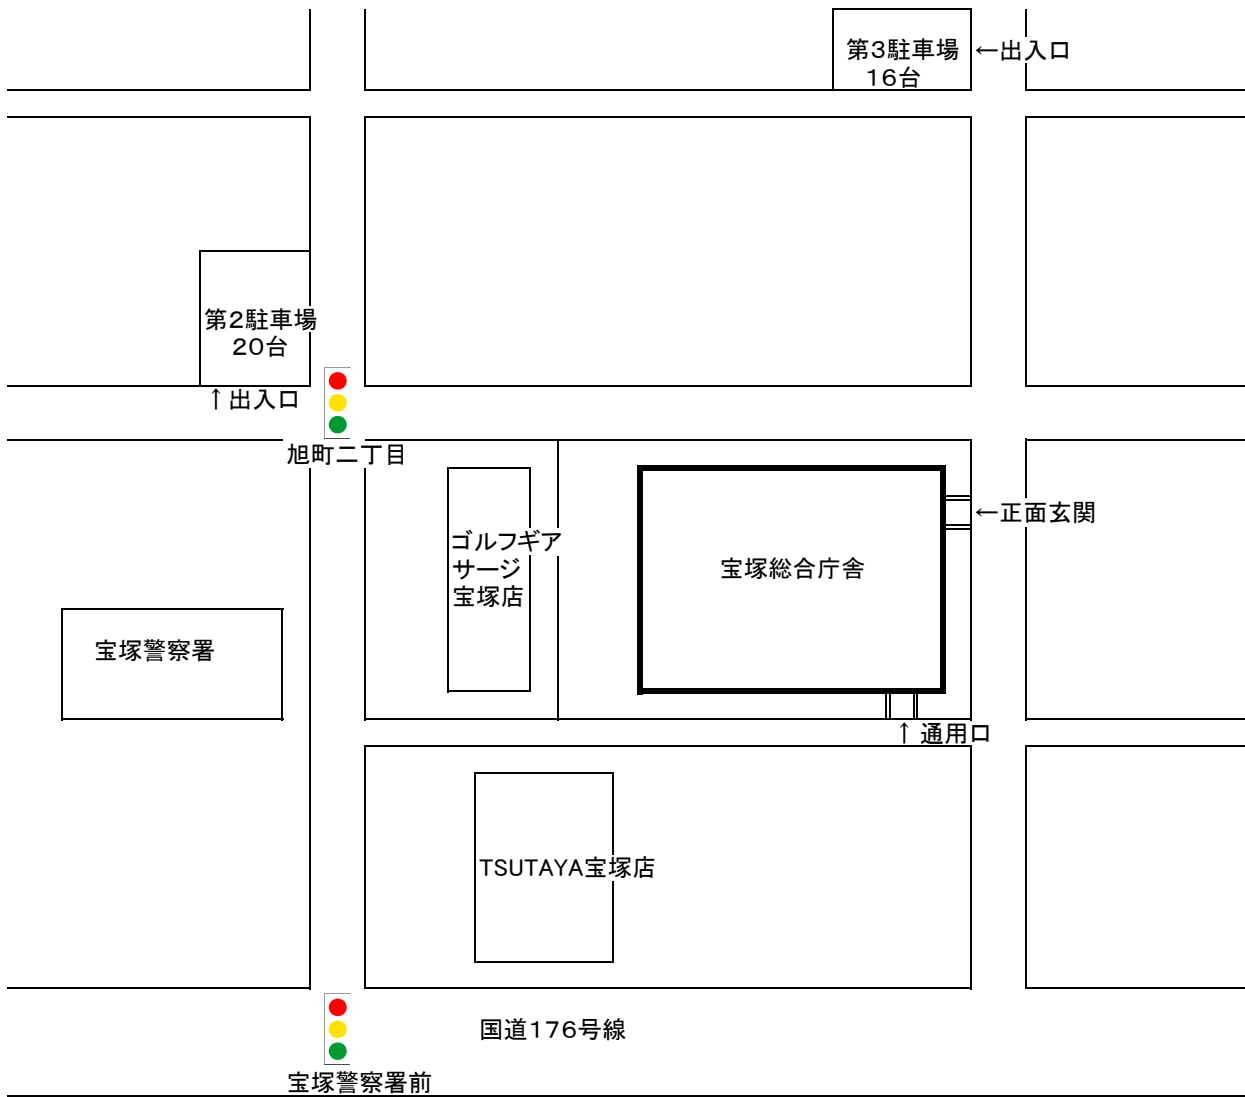 第3駐車場
16台
←出入口
第2駐車場
20台
↑出入口
旭町二丁目
←正面玄関
ゴルフギア
サージ
宝塚店
宝塚総合庁舎
宝塚警察署
↑通用口
TSUTAYA宝塚店
国道176号線
宝塚警察署前